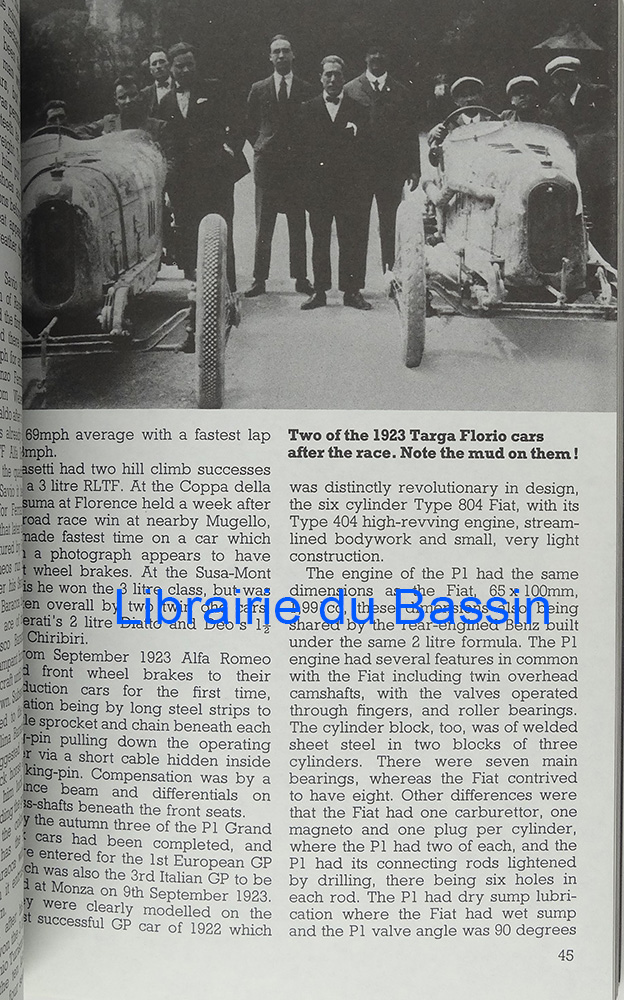 69mph average with a fastest lap
mph.
asetti had two hill climb successes
a 3 litre RLTF. At the Coppa della
suma at Florence held a week after
road race win at nearby Mugello,
made fastest time on a car which
a photograph appears to have
wheel brakes. At the Susa-Mont
is he won the 3 litre class, but was
en overall by two twin ohc cars,
erati's 2 litre Diatto and Deo's 1½
Chiribiri.
om September 1923 Alfa Romeo
front wheel brakes to their
duction cars for the first time,
ation being by long steel strips to
le sprocket and chain beneath each
-pin pulling down the operating
r via a short cable hidden inside
king-pin. Compensation was by a
nce beam and differentials on
ss-shafts beneath the front seats.
y the autumn three of the P1 Grand
cars had been completed, and
re entered for the 1st European GP
ch was also the 3rd Italian GP to be
d at Monza on 9th September 1923.
ey were clearly modelled on the
st successful GP car of 1922 which
Two of the 1923 Targa Florio cars
after the race. Note the mud on them!
was distinctly revolutionary in design,
the six cylinder Type 804 Fiat, with its
Type 404 high-revving engine, stream-
lined bodywork and small, very light
construction.
The engine of the P1 had the same
dimensions as the Fiat, 65 x 100mm,
1,991 cc, these dimensions also being
shared by the rear-engined Benz built
under the same 2 litre formula. The P1
engine had several features in common
with the Fiat including twin overhead
camshafts, with the valves operated
through fingers, and roller bearings.
The cylinder block, too, was of welded
sheet steel in two blocks of three
cylinders. There were seven main
bearings, whereas the Fiat contrived
to have eight. Other differences were
that the Fiat had one carburettor, one
magneto and one plug per cylinder,
where the P1 had two of each, and the
P1 had its connecting rods lightened
by drilling, there being six holes in
each rod. The P1 had dry sump lubri-
cation where the Fiat had wet sump
and the P1 valve angle was 90 degrees
45
Librairie du Bassin